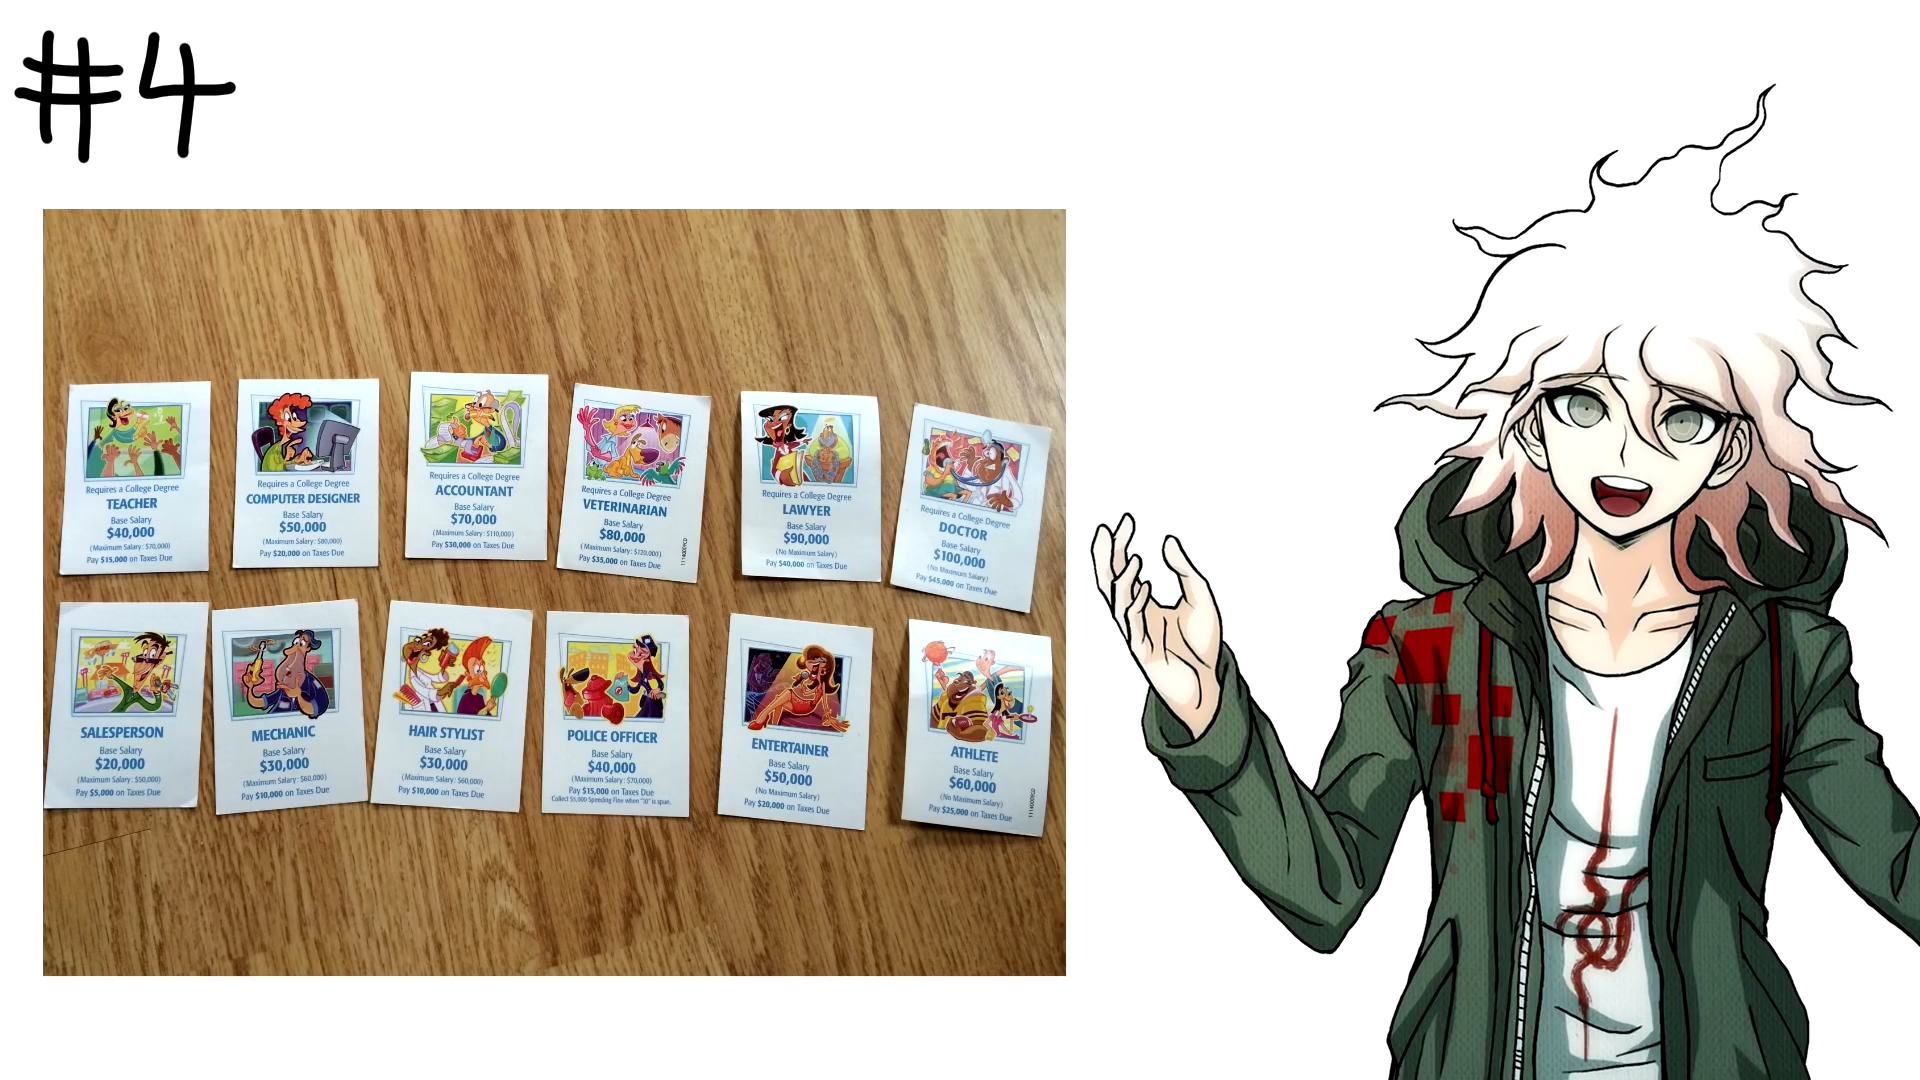 #4
Requires a College Degree
TEACHER
Base Salary
$40,000
(Maximum Salary: $70,000)
Pay $15,000 on Taxes Due
Requires a College Degree
COMPUTER DESIGNER
Base Salary
$50,000
(Maximum Salary: $80,000)
Pay $20,000 on Taxes Due
Requires a College Degree
ACCOUNTANT
Base Salary
$70,000
(Maximum Salary: $110,000)
Pay $30,000 on Taxes Due
Requires a College Degree
VETERINARIAN
Base Salary
$80,000
(Maximum Salary: $120,000)
Pay $35,000 on Taxes Due
Requires a College Degree
LAWYER
Base Salary
$90,000
(No Maximum Salary)
Pay $40,000 on Taxes Due
Requires a College Degree
DOCTOR
Base Salary
$100,000
(No Maximum Salary)
Pay $45,000 on Taxes Due
SALESPERSON
Base Salary
$20,000
(Maximum Salary: $50,000)
Pay $5,000 on Taxes Due
MECHANIC
Base Salary
$30,000
(Maximum Salary: $60,000)
Pay $10,000 on Taxes Due
HAIR STYLIST
Base Salary
$30,000
(Maximum Salary: $60,000)
Pay $10,000 on Taxes Due
POLICE OFFICER
Base Salary
$40,000
(Maximum Salary: $70,000)
Pay $15,000 on Taxes Due
Collect $5,000 Speeding Fine when "10" is spun.
ENTERTAINER
Base Salary
$50,000
(No Maximum Salary)
Pay $20,000 on Taxes Due
ATHLETE
Base Salary
$60,000
(No Maximum Salary)
Pay $25,000 on Taxes Due